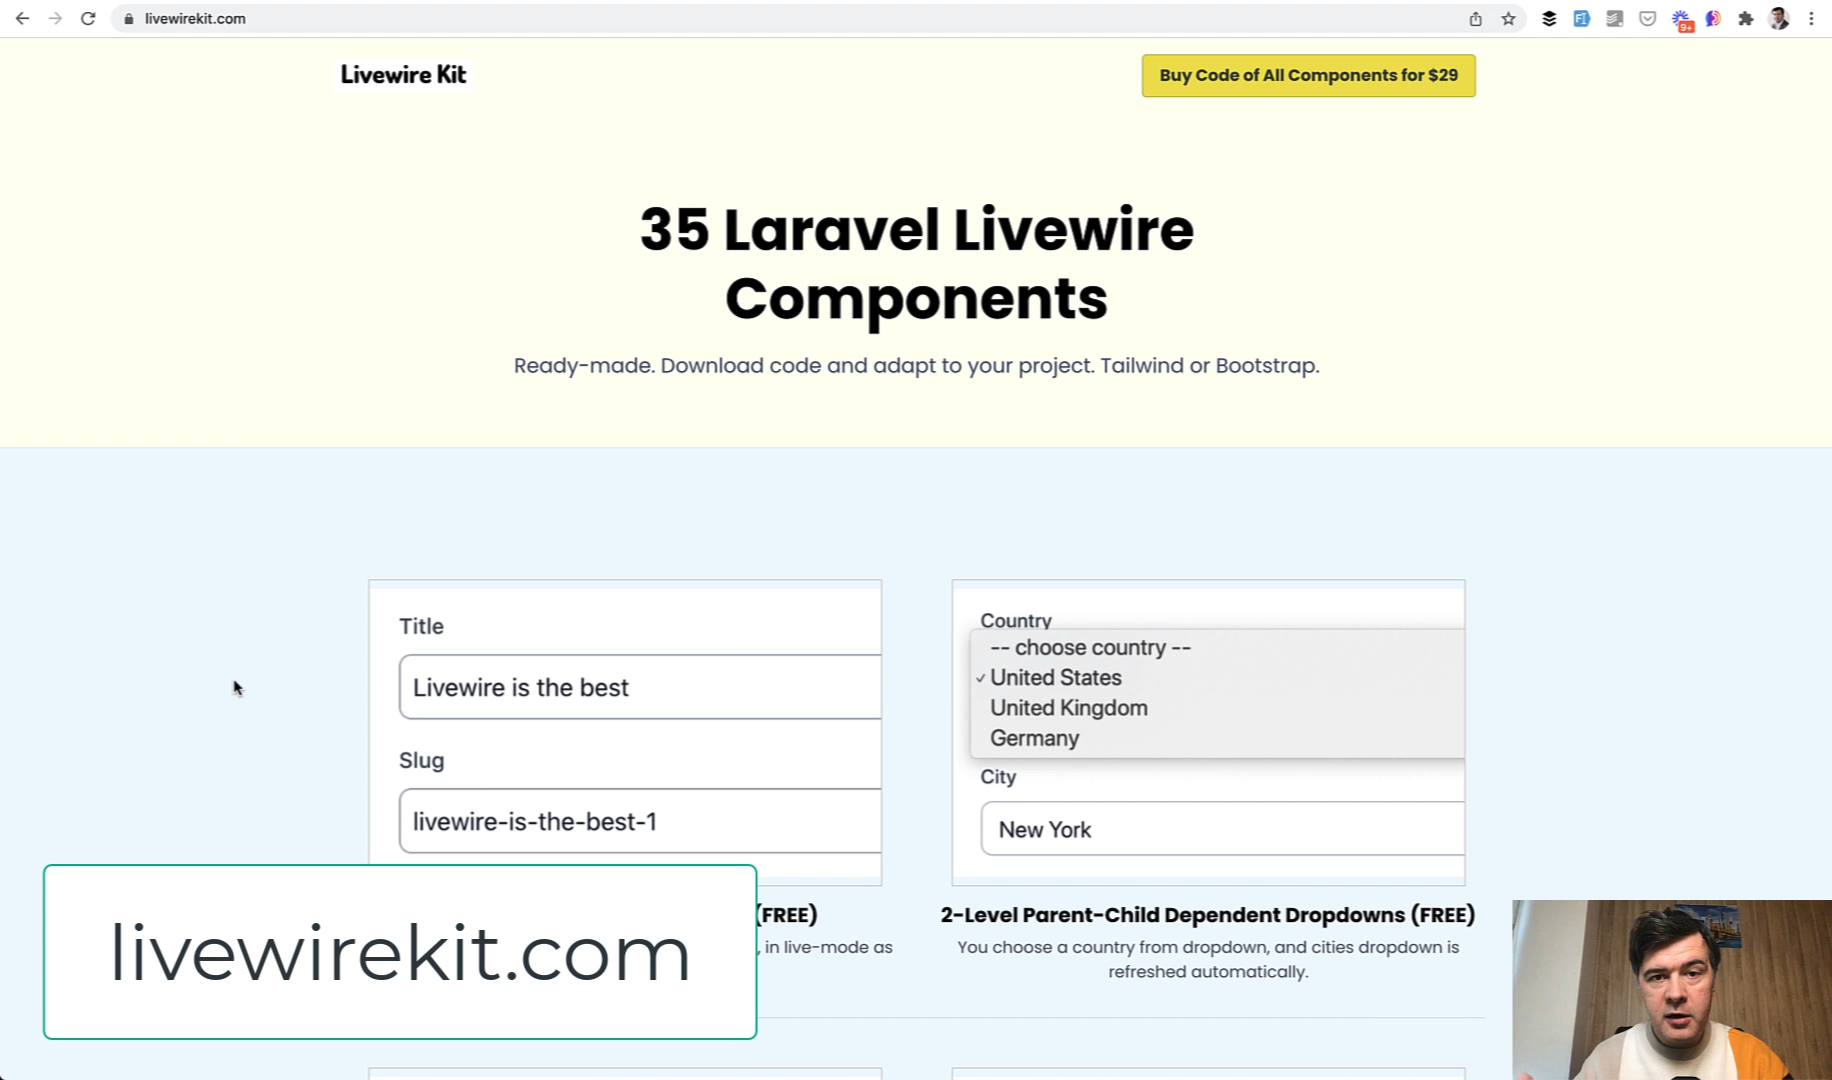 livewirekit.com
9+
Livewire Kit
Buy Code of All Components for $29
35 Laravel Livewire
Components
Ready-made. Download code and adapt to your project. Tailwind or Bootstrap.
Title
Livewire is the best
Slug
livewire-is-the-best-1
Country
-- choose country --
✓ United States
United Kingdom
Germany
City
New York
(FREE)
, in live-mode as
2-Level Parent-Child Dependent Dropdowns (FREE)
You choose a country from dropdown, and cities dropdown is
refreshed automatically.
livewirekit.com